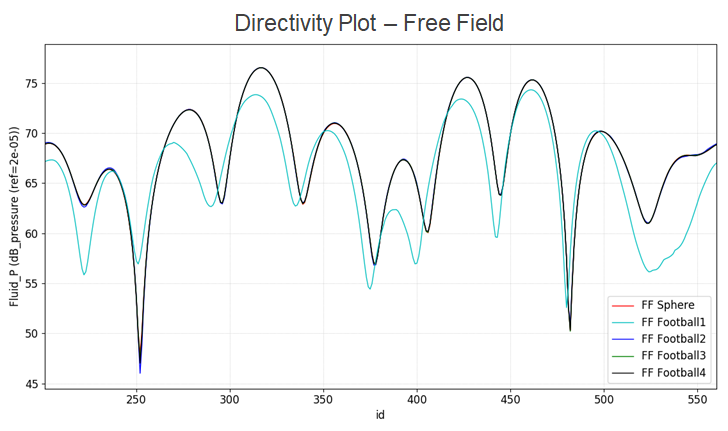 Directivity Plot – Free Field
Fluid_P (dB_pressure (ref=2e-05))
75
70
65
60
55
50
45
250
300
350
400
450
500
550
id
FF Sphere
FF Football1
FF Football2
FF Football3
FF Football4